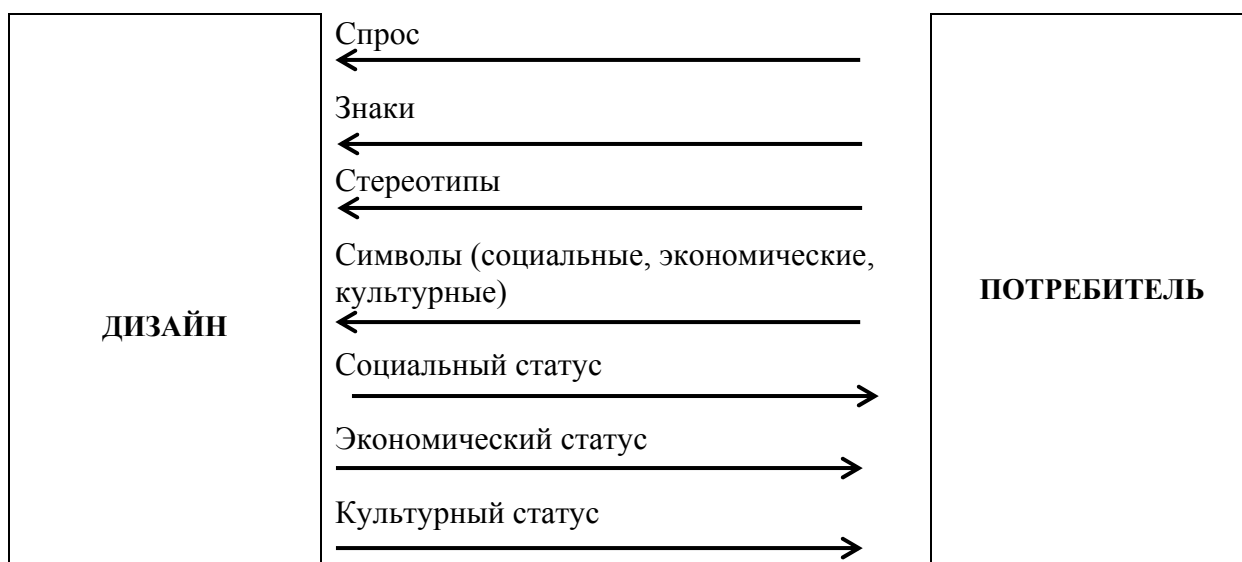 Спрос
Знаки
Стереотипы
Символы (социальные, экономические,
культурные)
ДИЗАЙН
ПОТРЕБИТЕЛЬ
Социальный статус
Экономический статус
Культурный статус